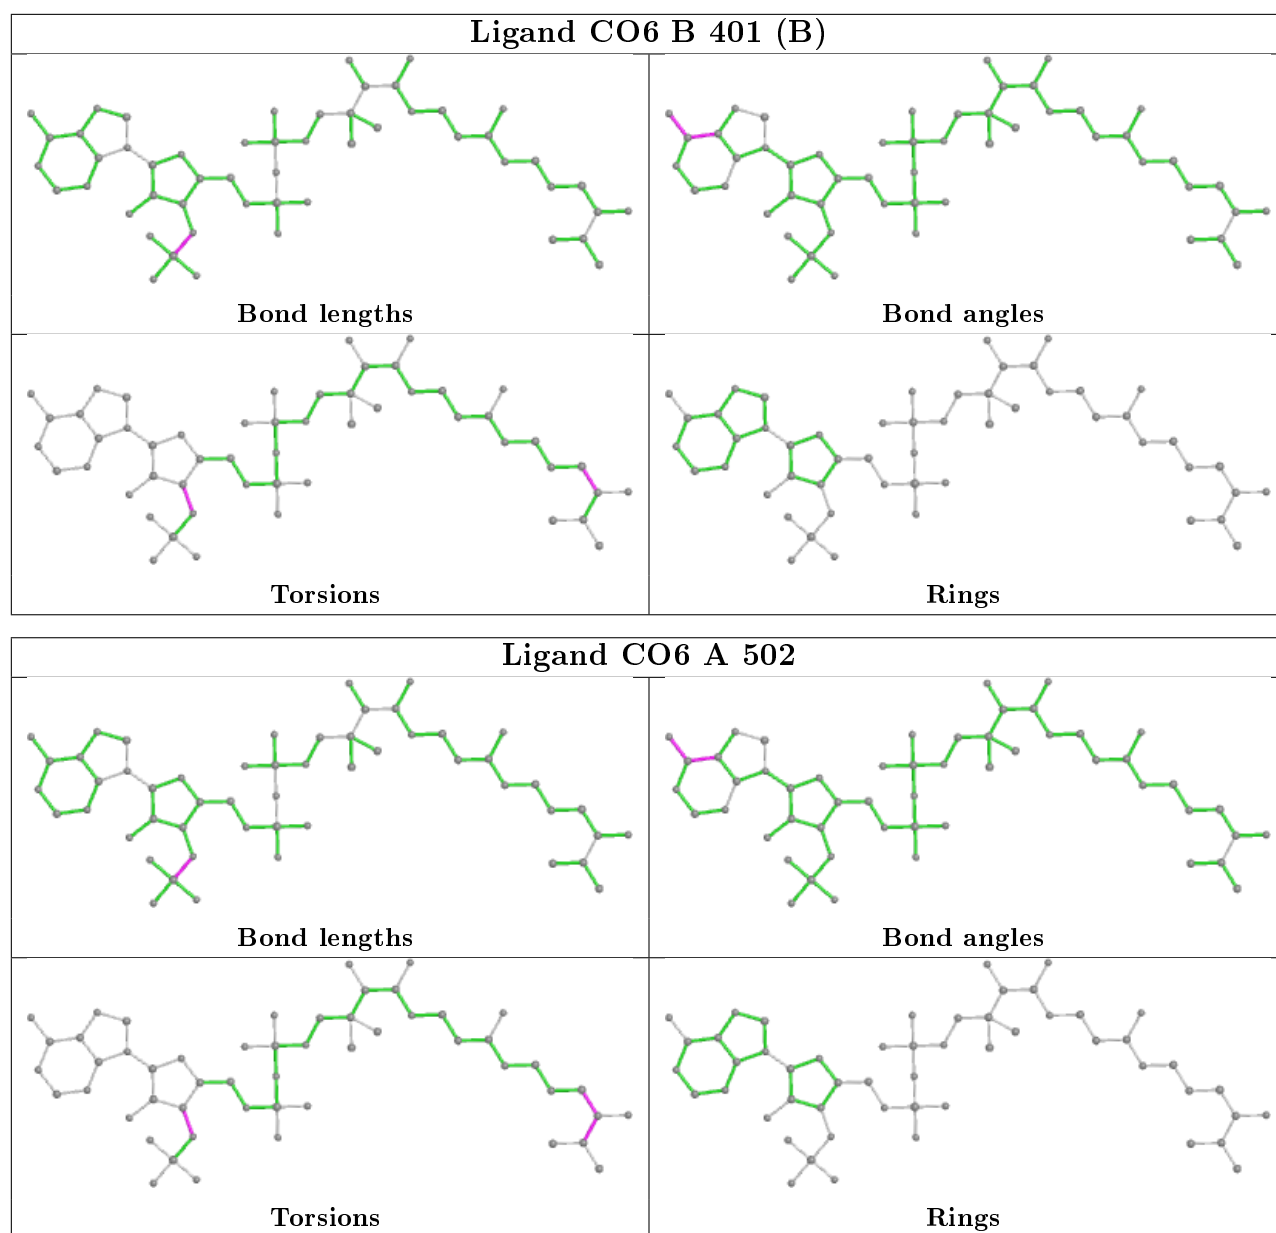 Ligand CO6 B 401 (B)
Bond lengths
Bond angles
Torsions
Rings
Ligand CO6 A 502
Bond lengths
Bond angles
Torsions
Rings